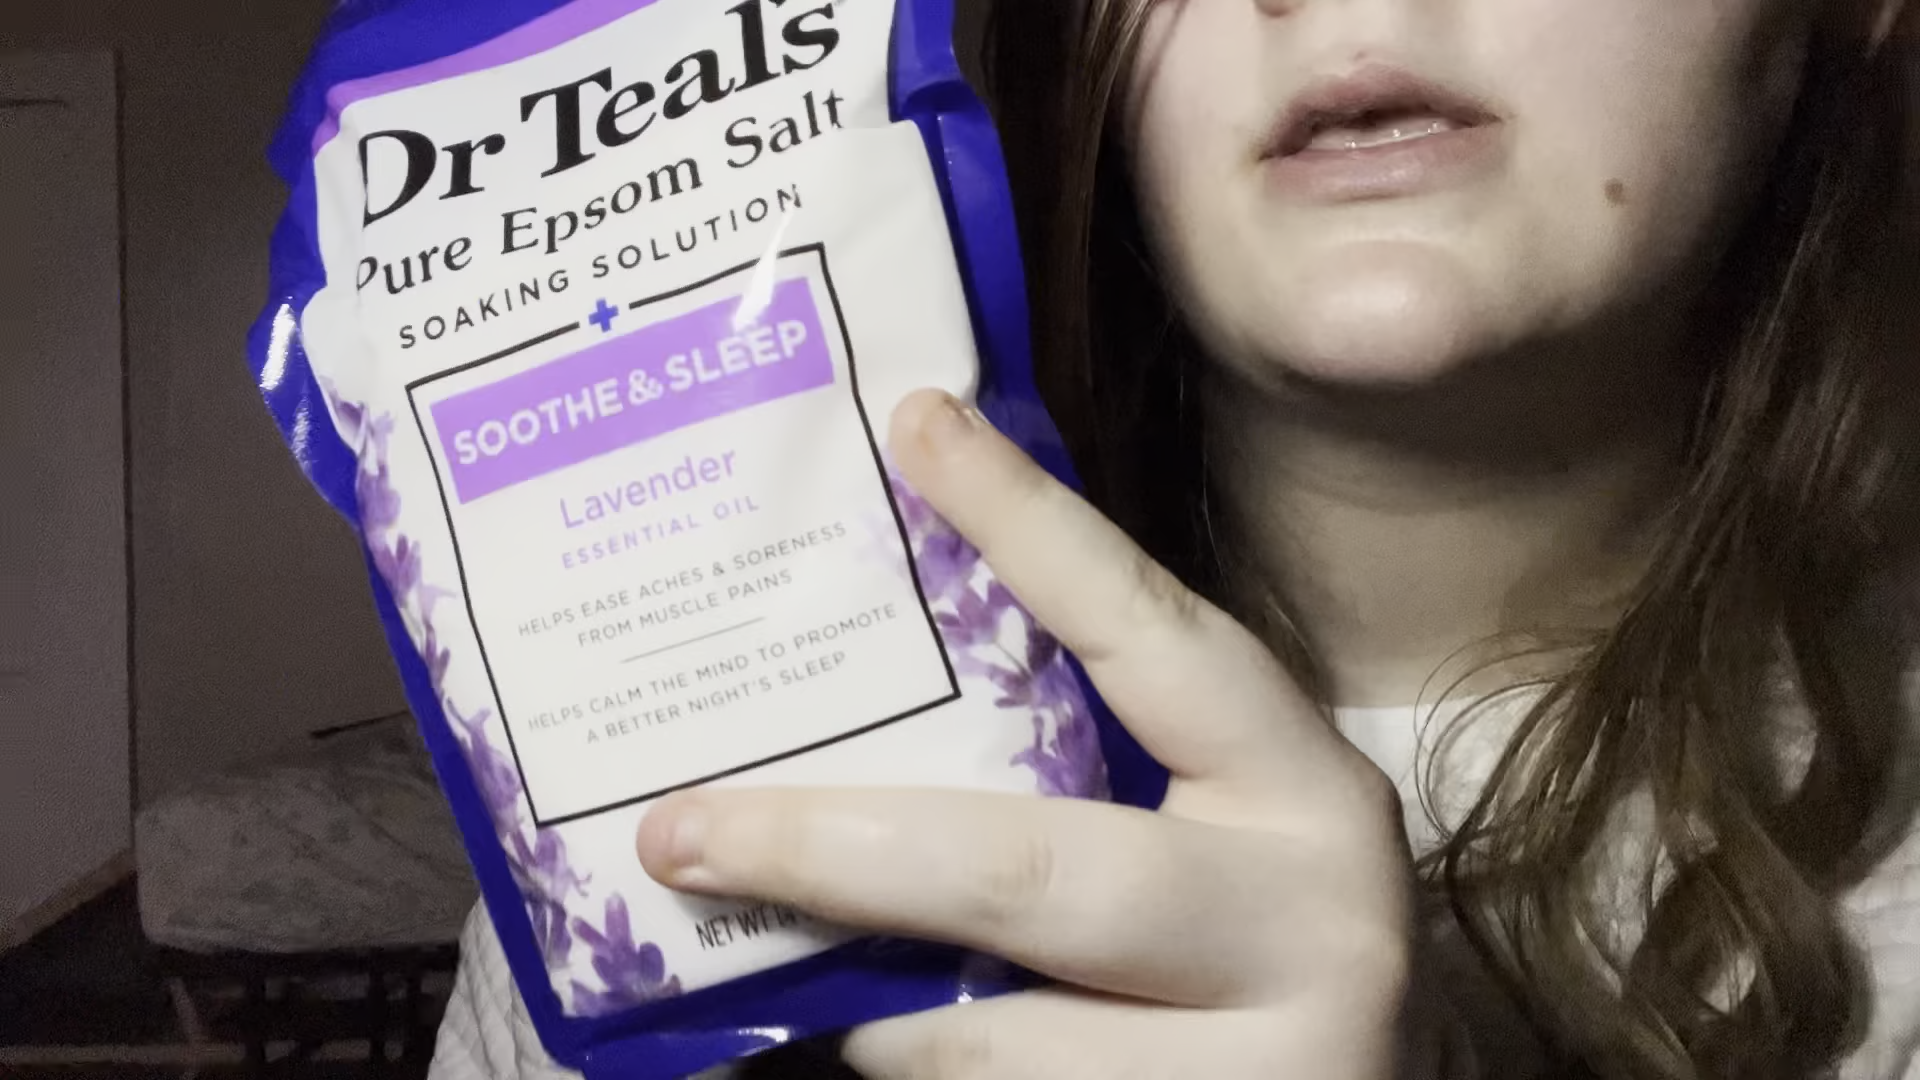 Dr Teal's
Pure Epsom Salt
SOAKING SOLUTION
SOOTHE & SLEEP
Lavender
ESSENTIAL OIL
HELPS EASE ACHES & SORENESS
FROM MUSCLE PAINS
HELPS CALM THE MIND TO PROMOTE
A BETTER NIGHT'S SLEEP
NET WT